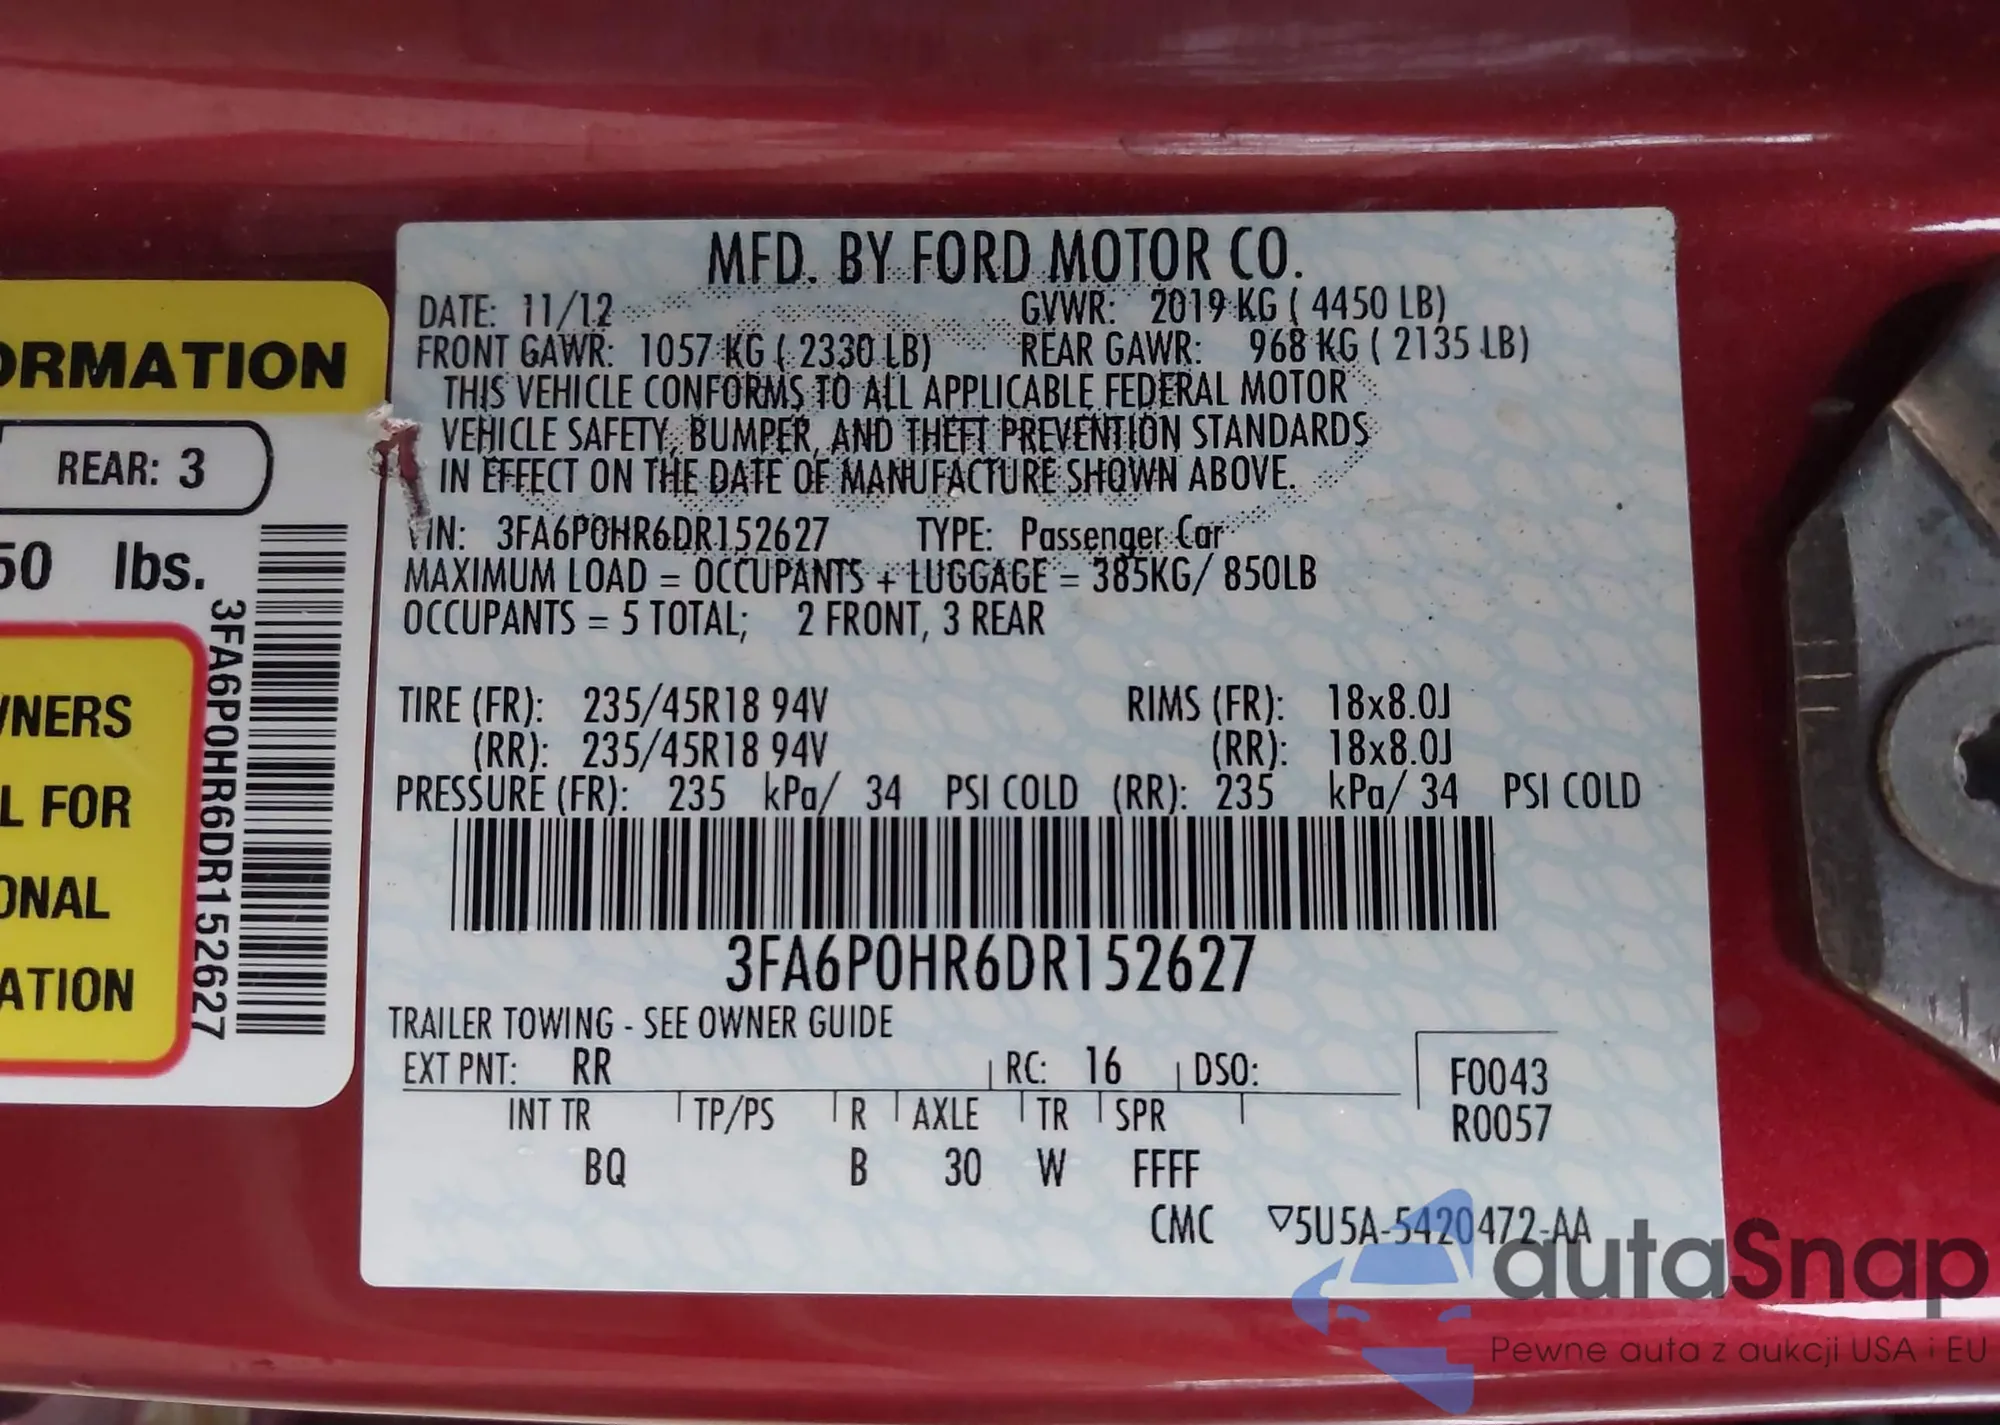 ORMATION
REAR: 3
50 lbs.
3FA6P0HR6DR152627
WNERS
L FOR
ONAL
ATION
MFD. BY FORD MOTOR CO.
DATE: 11/12 GVWR: 2019 KG ( 4450 LB)
FRONT GAWR: 1057 KG ( 2330 LB) REAR GAWR: 968 KG ( 2135 LB)
THIS VEHICLE CONFORMS TO ALL APPLICABLE FEDERAL MOTOR
VEHICLE SAFETY, BUMPER, AND THEFT PREVENTION STANDARDS
IN EFFECT ON THE DATE OF MANUFACTURE SHOWN ABOVE.
VIN: 3FA6P0HR6DR152627 TYPE: Passenger Car
MAXIMUM LOAD = OCCUPANTS + LUGGAGE = 385KG/ 850LB
OCCUPANTS = 5 TOTAL; 2 FRONT, 3 REAR
TIRE (FR): 235/45R18 94V RIMS (FR): 18x8.0J
(RR): 235/45R18 94V (RR): 18x8.0J
PRESSURE (FR): 235 kPa/ 34 PSI COLD (RR): 235 kPa/ 34 PSI COLD
3FA6P0HR6DR152627
TRAILER TOWING - SEE OWNER GUIDE
EXT PNT: RR RC: 16 DSO: F0043
INT TR TP/PS R AXLE TR SPR R0057
BQ B 30 W FFFF
CMC ▽5U5A-5420472-AA
autaSnap
Pewne auta z aukcji USA i EU